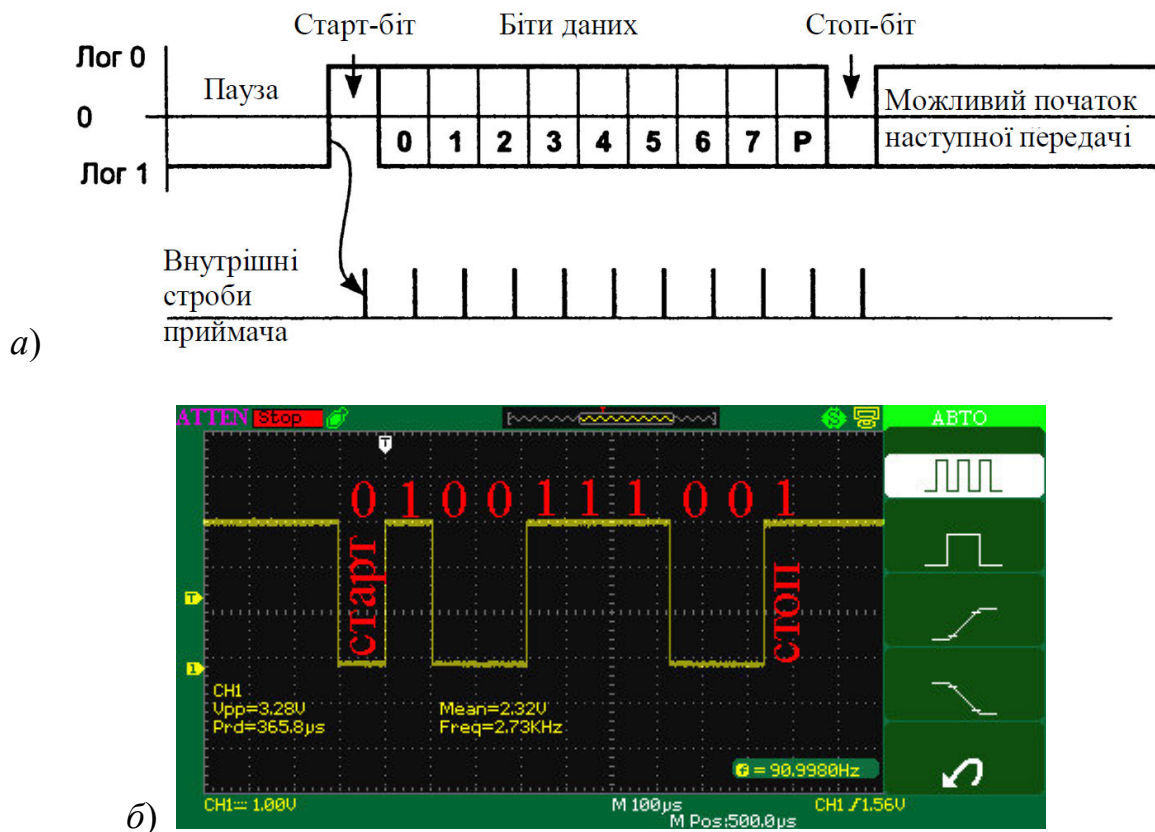 Старт-біт Біти даних Стоп-біт
Лог 0
Пауза
0
Лог 1
0 1 2 3 4 5 6 7 P
Можливий початок
наступної передачі
Внутрішні
строби
приймача
а)
ATTEN Stop
T
АВТО
0 1 0 0 1 1 1 0 0 1
старт
стоп
T
1
CH1
Vpp=3.28V Mean=2.32V
Prd=365.8µs Freq=2.73KHz
f = 90.9980Hz
CH1 1.00V M 100µs CH1 1.56V
M Pos:500.0µs
б)